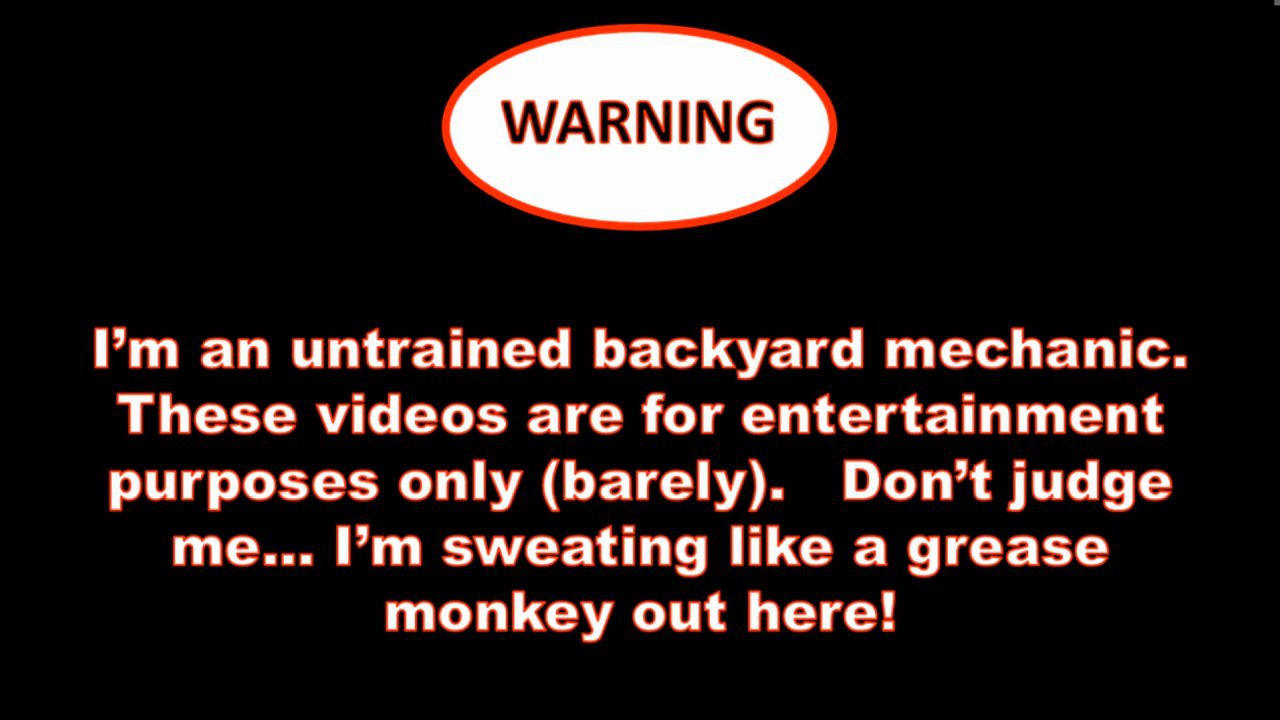 WARNING
I’m an untrained backyard mechanic.
These videos are for entertainment
purposes only (barely).   Don’t judge
me... I’m sweating like a grease
monkey out here!